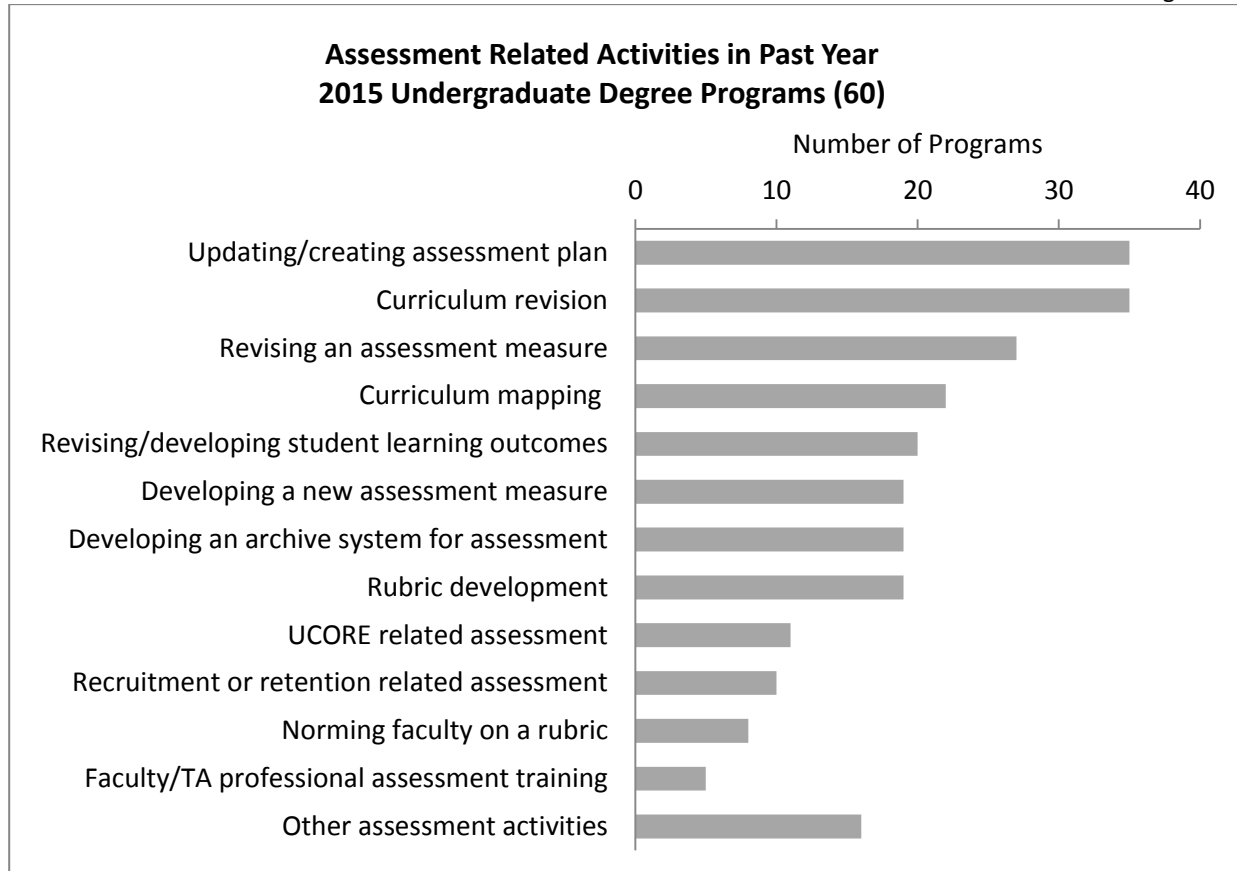 Assessment Related Activities in Past Year
2015 Undergraduate Degree Programs (60)
Number of Programs
0 10 20 30 40
Updating/creating assessment plan
Curriculum revision
Revising an assessment measure
Curriculum mapping
Revising/developing student learning outcomes
Developing a new assessment measure
Developing an archive system for assessment
Rubric development
UCORE related assessment
Recruitment or retention related assessment
Norming faculty on a rubric
Faculty/TA professional assessment training
Other assessment activities